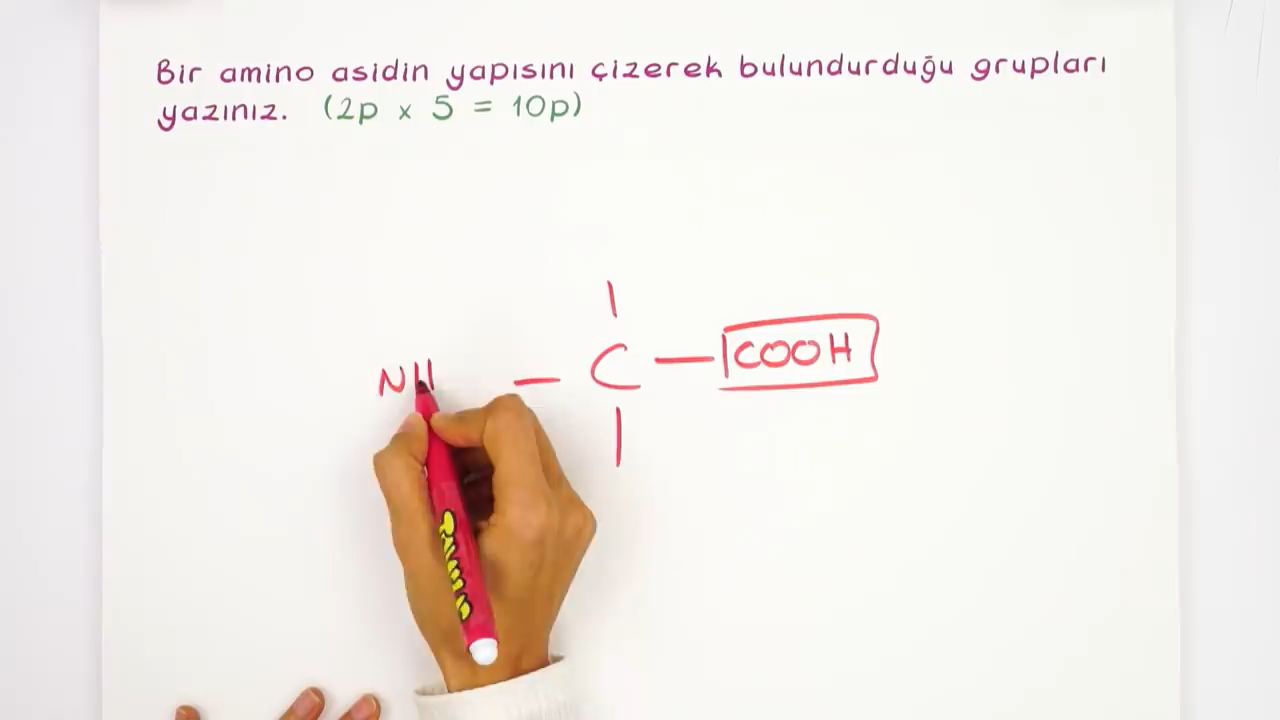 Bir amino asidin yapısını çizerek bulundurduğu grupları
yazınız. (2p x 5 = 10p)
NH — C — COOH